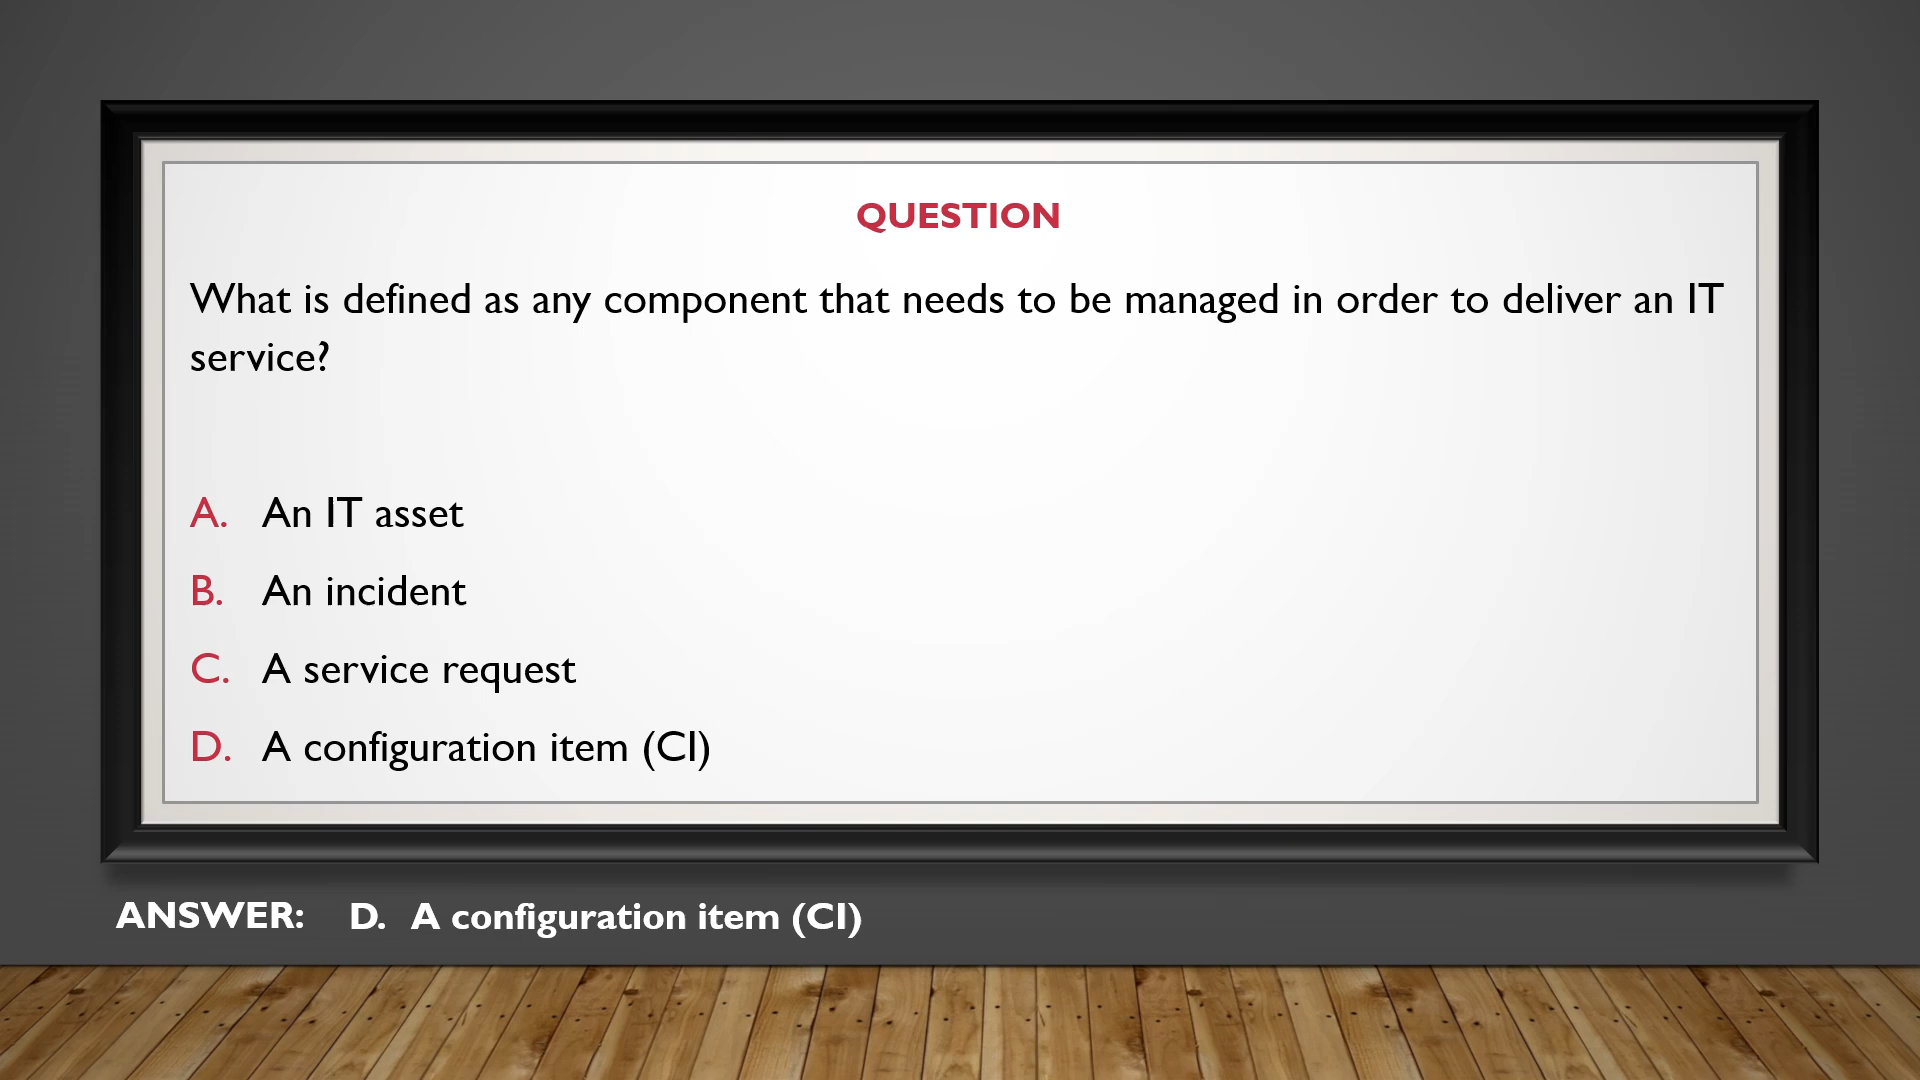 QUESTION
What is defined as any component that needs to be managed in order to deliver an IT
service?
A. An IT asset
B. An incident
C. A service request
D. A configuration item (CI)
ANSWER: D. A configuration item (CI)